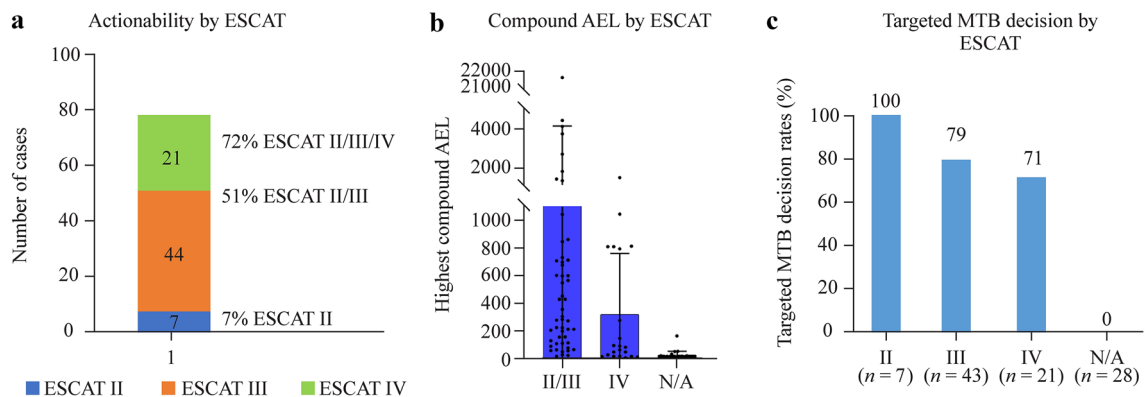 a
Actionability by ESCAT
Number of cases
100
80
60
40
20
0
21
44
7
72% ESCAT II/III/IV
51% ESCAT II/III
7% ESCAT II
1
ESCAT II
ESCAT III
ESCAT IV
b
Compound AEL by ESCAT
Highest compound AEL
22000
21000
4000
2000
1000
800
600
400
200
0
II/III
IV
N/A
c
Targeted MTB decision by
ESCAT
Targeted MTB decision rates (%)
100
80
60
40
20
0
100
79
71
0
II
III
IV
N/A
(n = 7)
(n = 43)
(n = 21)
(n = 28)